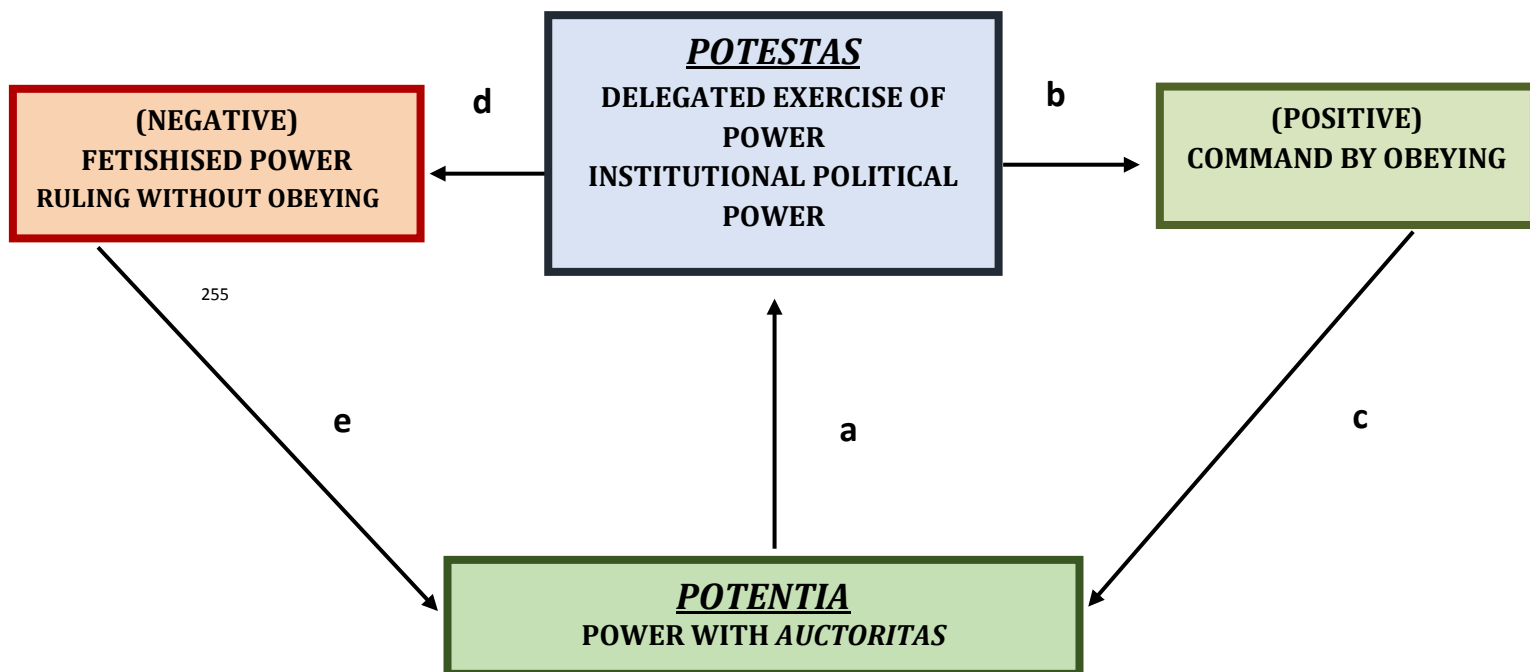 POTESTAS
DELEGATED EXERCISE OF
POWER
INSTITUTIONAL POLITICAL
POWER
d
b
(NEGATIVE)
FETISHISED POWER
RULING WITHOUT OBEYING
(POSITIVE)
COMMAND BY OBEYING
255
e
a
c
POTENTIA
POWER WITH AUCTORITAS